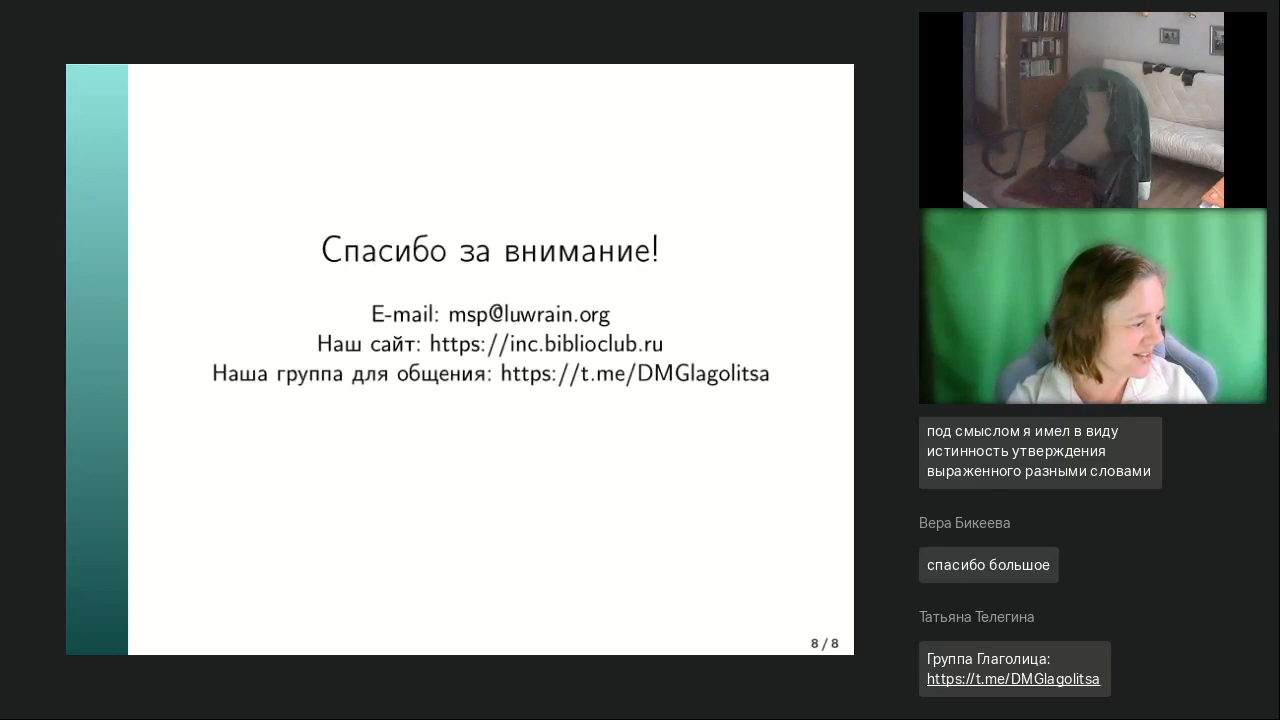 Спасибо за внимание!
E-mail: msp@luwrain.org
Наш сайт: https://inc.biblioclub.ru
Наша группа для общения: https://t.me/DMGlagolitsa
8 / 8
под смыслом я имел в виду
истинность утверждения
выраженного разными словами
Вера Бикеева
спасибо большое
Татьяна Телегина
Группа Глаголица:
https://t.me/DMGlagolitsa